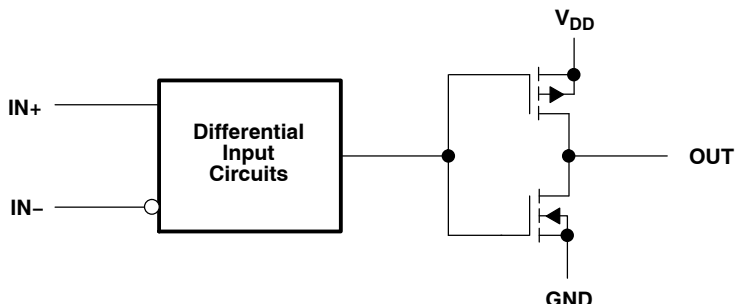 VDD
IN+
Differential
Input
Circuits
OUT
IN−
GND